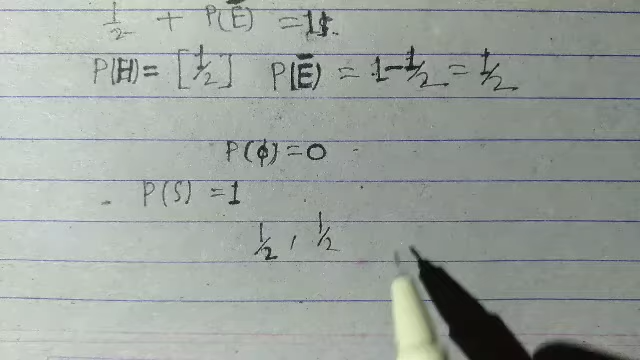 1/2 + P(Ē) = 1
P(H) = [1/2] P(Ē) = 1 - 1/2 = 1/2
P(φ) = 0
P(S) = 1
1/2, 1/2